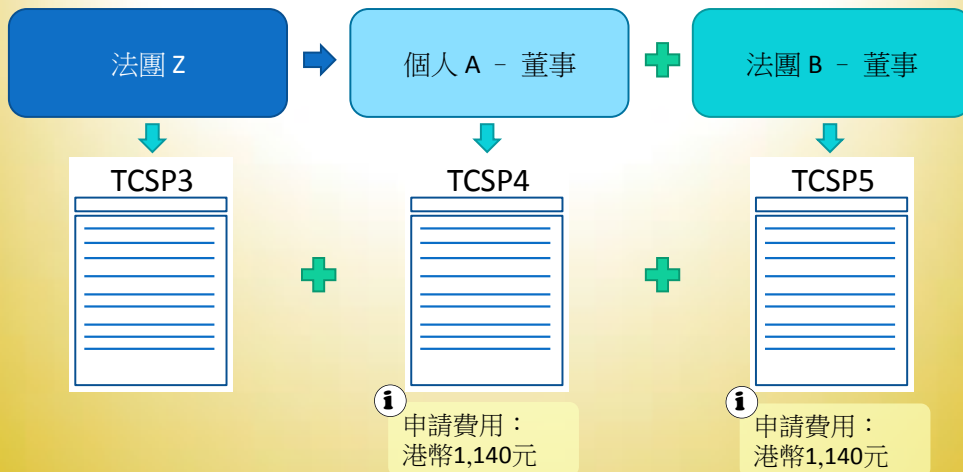 法團 Z
個人 A – 董事
法團 B – 董事
TCSP3
TCSP4
TCSP5
申請費用：
港幣1,140元
申請費用：
港幣1,140元